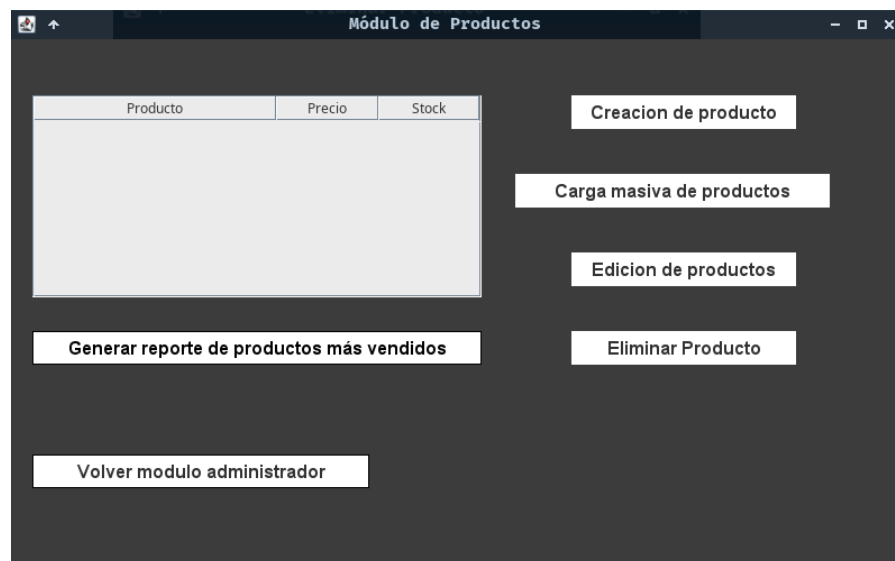 Módulo de Productos
Producto Precio Stock
Creacion de producto
Carga masiva de productos
Edicion de productos
Generar reporte de productos más vendidos
Eliminar Producto
Volver modulo administrador